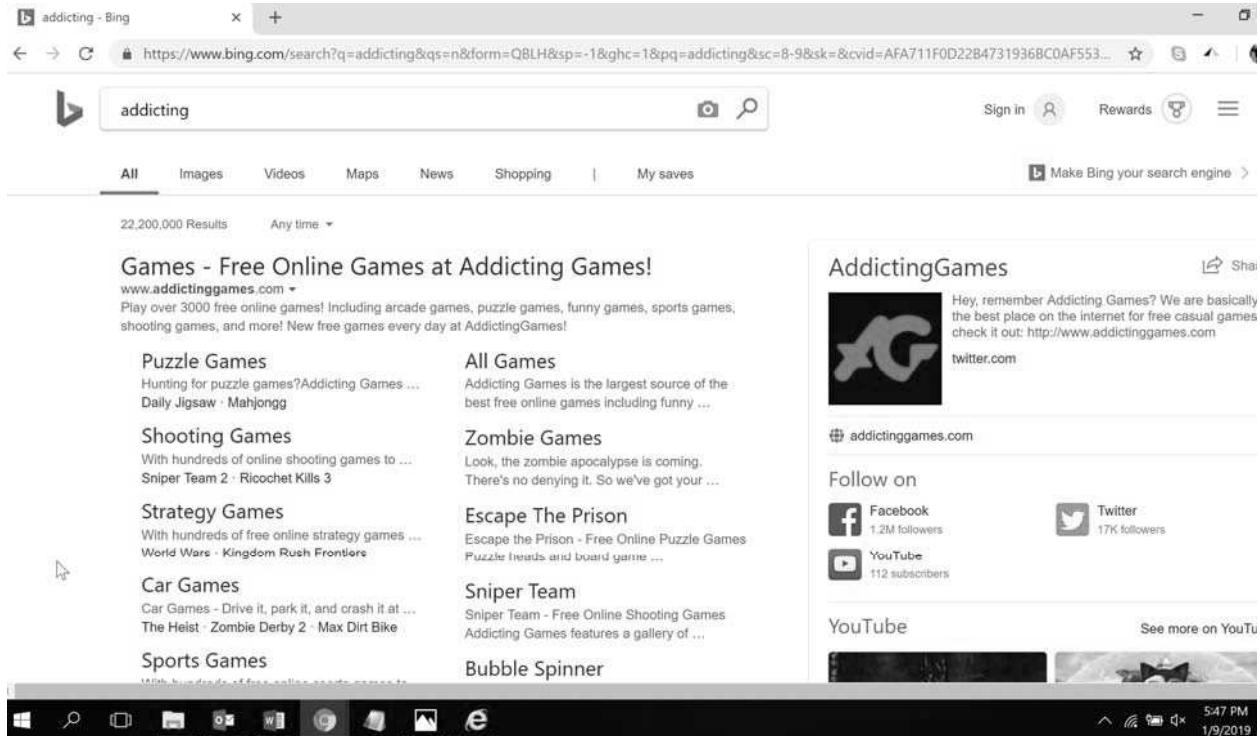 addicting - Bing
https://www.bing.com/search?q=addicting&qs=n&form=QBLH&sp=-1&ghc=1&pq=addicting&sc=8-9&sk=&cvid=AFA711F0D22B4731936BC0AF553...
addicting
Sign in
Rewards
All Images Videos Maps News Shopping | My saves
Make Bing your search engine
22,200,000 Results Any time
Games - Free Online Games at Addicting Games!
www.addictinggames.com
Play over 3000 free online games! Including arcade games, puzzle games, funny games, sports games,
shooting games, and more! New free games every day at AddictingGames!
Puzzle Games
Hunting for puzzle games?Addicting Games ...
Daily Jigsaw · Mahjongg
Shooting Games
With hundreds of online shooting games to ...
Sniper Team 2 · Ricochet Kills 3
Strategy Games
With hundreds of free online strategy games ...
World Wars · Kingdom Rush Frontiers
Car Games
Car Games - Drive it, park it, and crash it at ...
The Heist · Zombie Derby 2 · Max Dirt Bike
Sports Games
With hundreds of free online sports games to
All Games
Addicting Games is the largest source of the
best free online games including funny ...
Zombie Games
Look, the zombie apocalypse is coming.
There's no denying it. So we've got your ...
Escape The Prison
Escape the Prison - Free Online Puzzle Games
Puzzle heads and board game ...
Sniper Team
Sniper Team - Free Online Shooting Games
Addicting Games features a gallery of ...
Bubble Spinner
AddictingGames
Shar
AG
Hey, remember Addicting Games? We are basically
the best place on the internet for free casual games
check it out: http://www.addictinggames.com
twitter.com
addictinggames.com
Follow on
Facebook
1.2M followers
Twitter
17K followers
YouTube
112 subscribers
YouTube
See more on YouTu
5:47 PM
1/9/2019